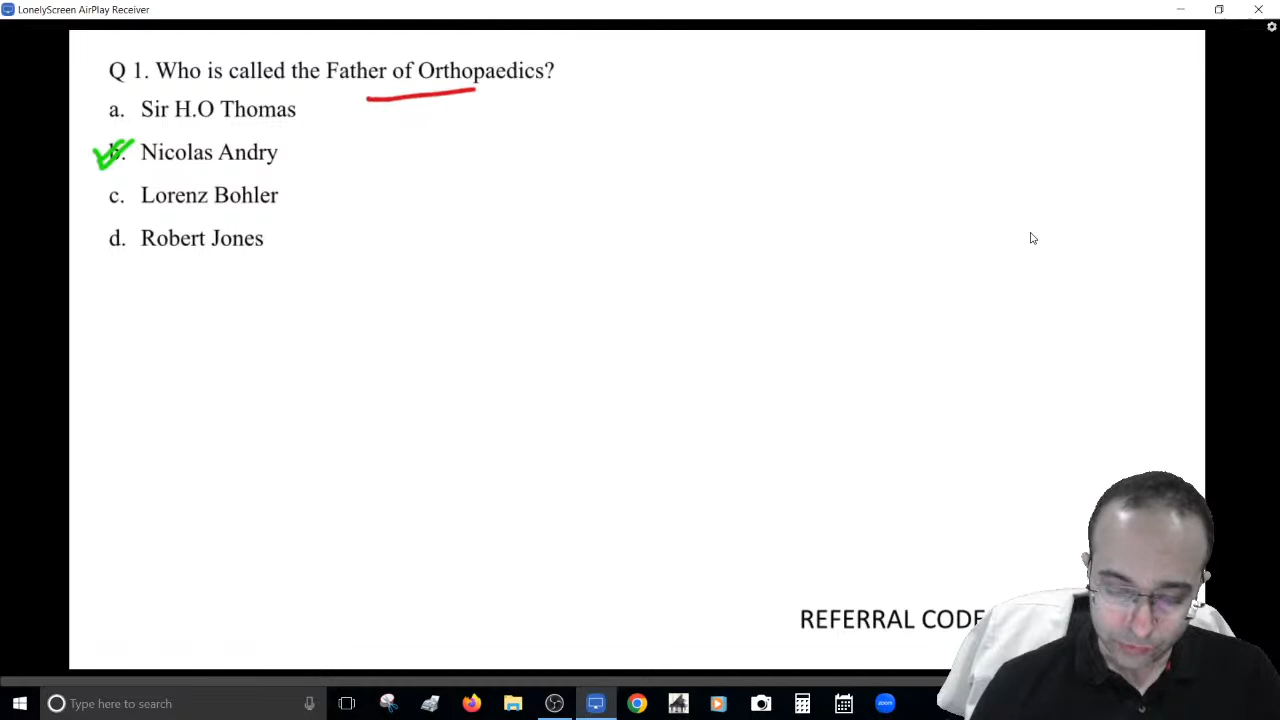 LonelyScreen AirPlay Receiver
Q 1. Who is called the Father of Orthopaedics?
a. Sir H.O Thomas
b. Nicolas Andry
c. Lorenz Bohler
d. Robert Jones
REFERRAL CODE
Type here to search
zoom